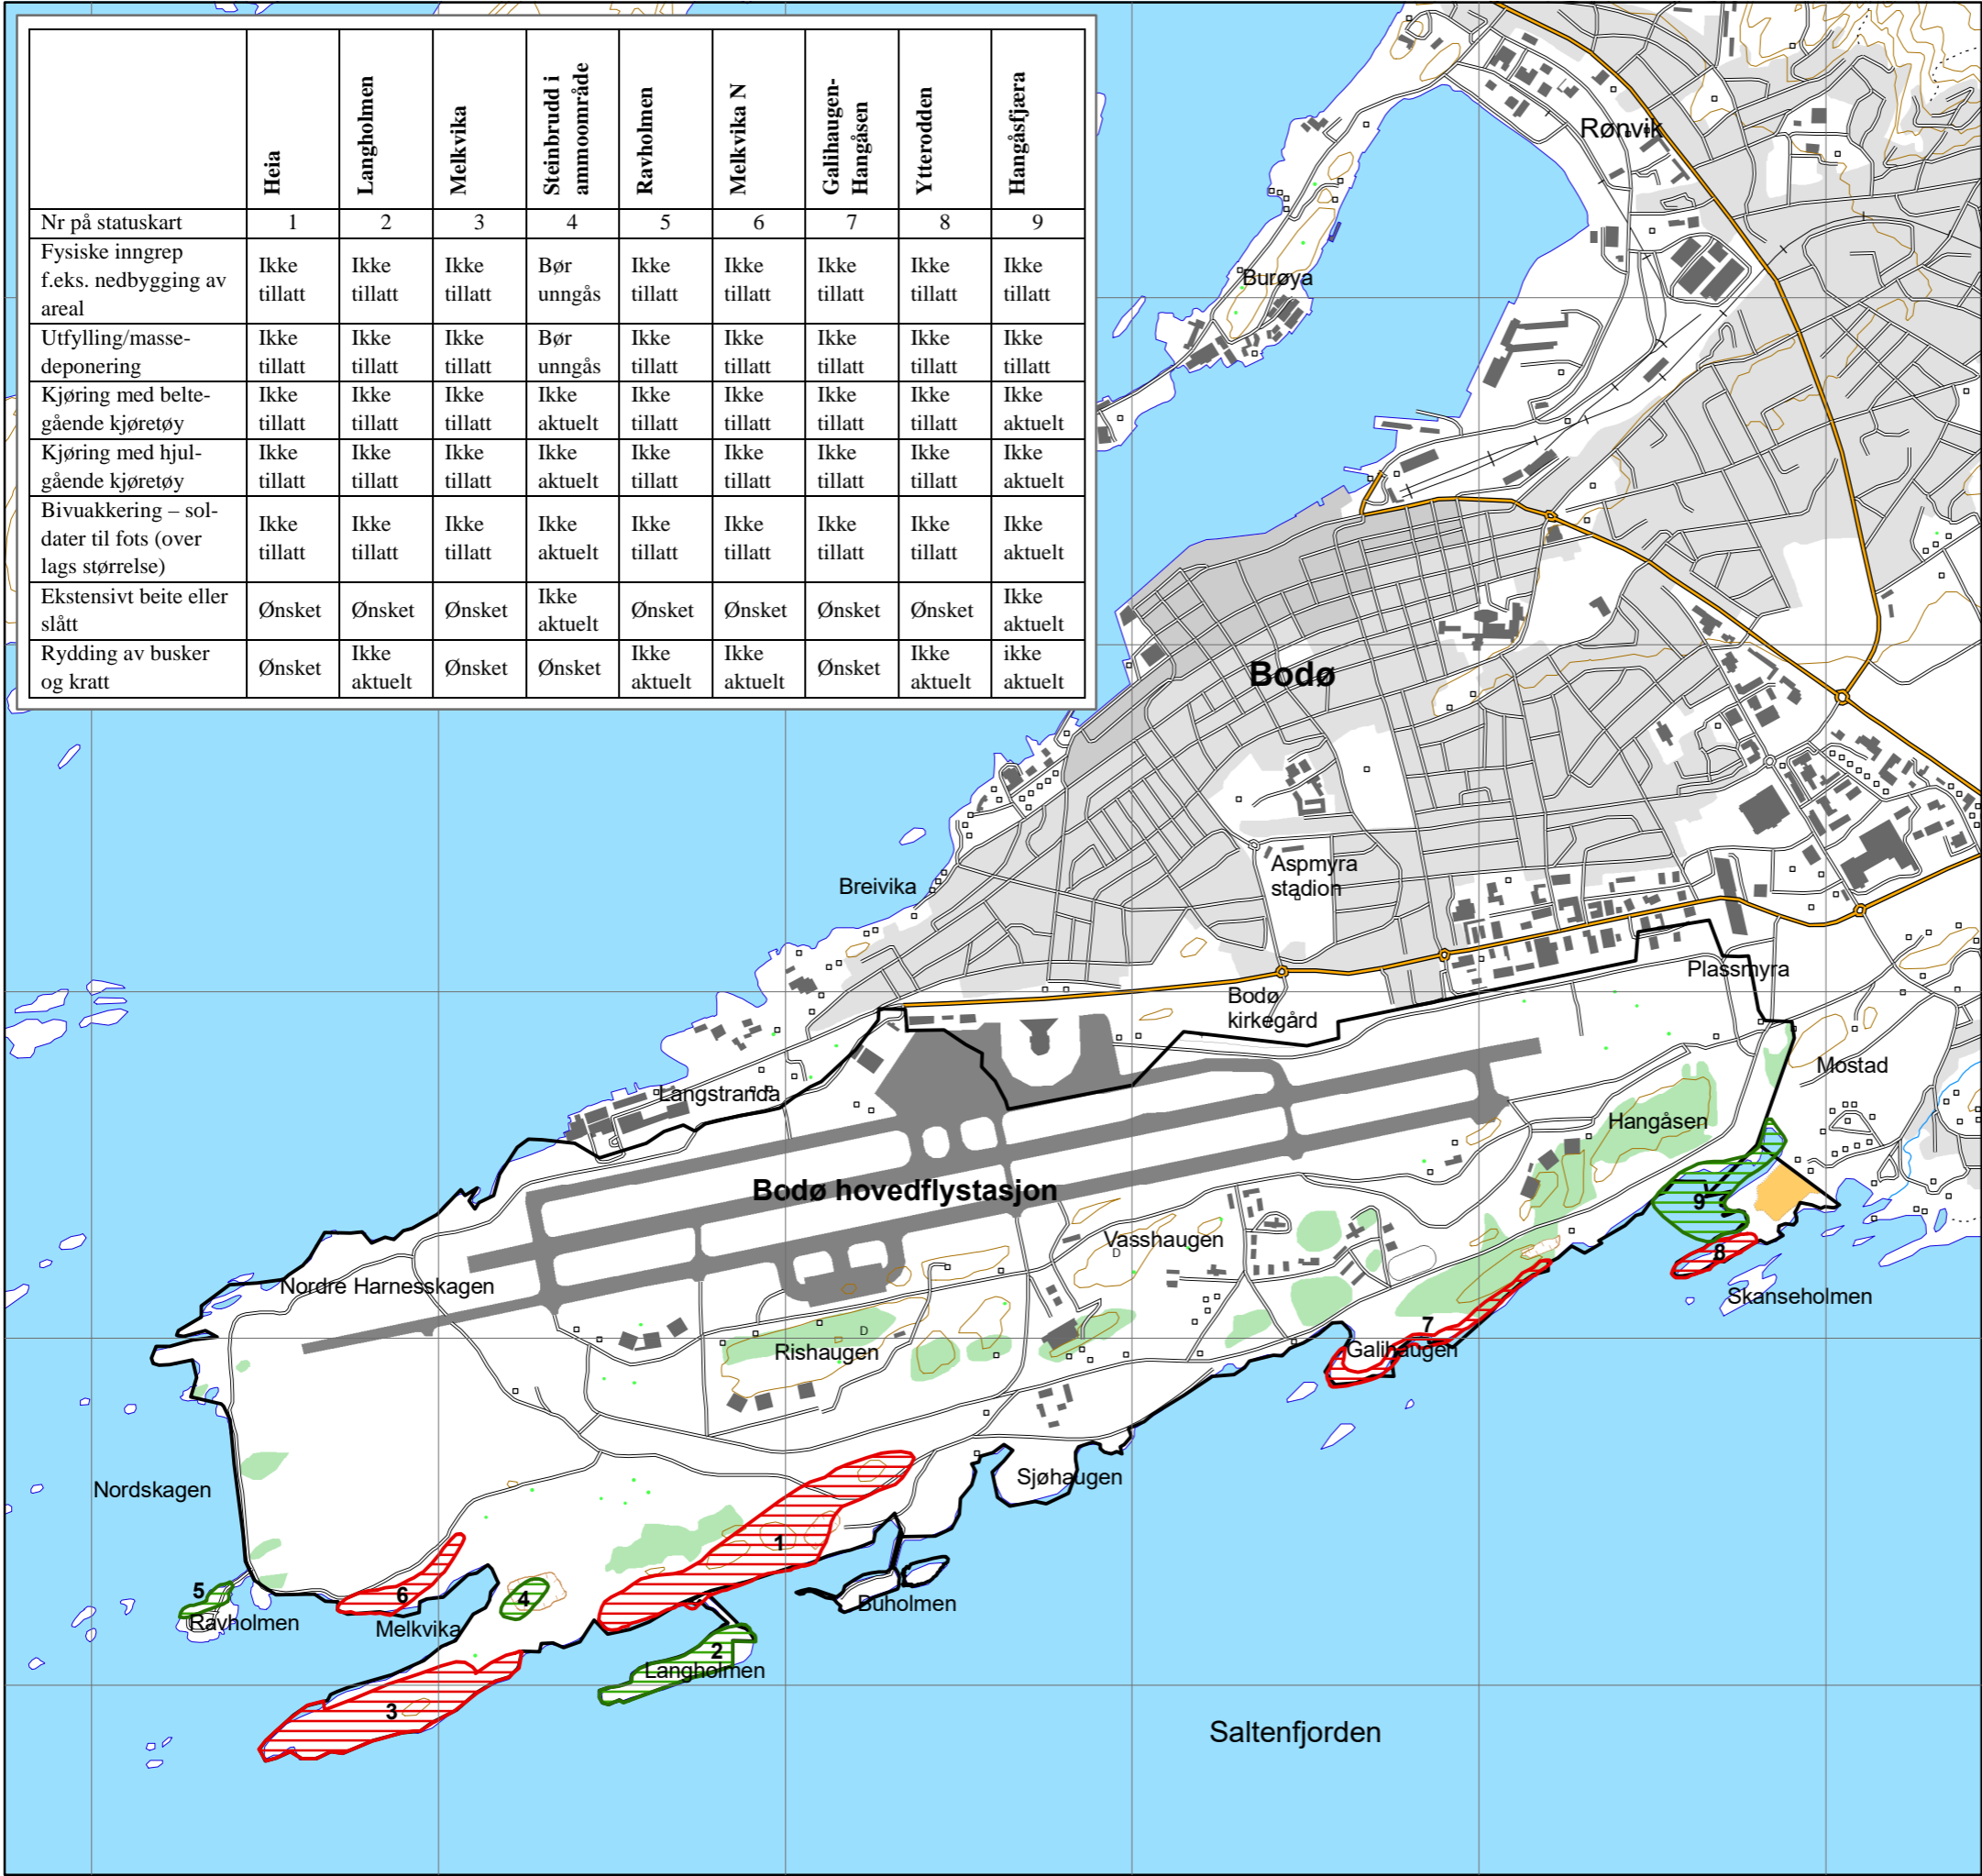 Heia
Langholmen
Melkvika
Steinbrudd i
ammoområde
Ravholmen
Melkvika N
Galihaugen-
Hangåsen
Ytterodden
Hangåsfjæra
Nr på statuskart 1 2 3 4 5 6 7 8 9
Fysiske inngrep
f.eks. nedbygging av
areal
Ikke tillatt
Ikke tillatt
Ikke tillatt
Bør unngås
Ikke tillatt
Ikke tillatt
Ikke tillatt
Ikke tillatt
Ikke tillatt
Utfylling/masse-
deponering
Ikke tillatt
Ikke tillatt
Ikke tillatt
Bør unngås
Ikke tillatt
Ikke tillatt
Ikke tillatt
Ikke tillatt
Ikke tillatt
Kjøring med belte-
gående kjøretøy
Ikke tillatt
Ikke tillatt
Ikke tillatt
Ikke aktuelt
Ikke tillatt
Ikke tillatt
Ikke tillatt
Ikke tillatt
Ikke aktuelt
Kjøring med hjul-
gående kjøretøy
Ikke tillatt
Ikke tillatt
Ikke tillatt
Ikke aktuelt
Ikke tillatt
Ikke tillatt
Ikke tillatt
Ikke tillatt
Ikke aktuelt
Bivuakkering – sol-
dater til fots (over
lags størrelse)
Ikke tillatt
Ikke tillatt
Ikke tillatt
Ikke aktuelt
Ikke tillatt
Ikke tillatt
Ikke tillatt
Ikke tillatt
Ikke aktuelt
Ekstensivt beite eller
slått
Ønsket
Ønsket
Ønsket
Ikke aktuelt
Ønsket
Ønsket
Ønsket
Ønsket
Ikke aktuelt
Rydding av busker
og kratt
Ønsket
Ikke aktuelt
Ønsket
Ønsket
Ikke aktuelt
Ikke aktuelt
Ønsket
Ikke aktuelt
ikke aktuelt
Rønvik
Burøya
Bodø
Aspmyra
stadion
Breivika
Plassmyra
Bodø
kirkegård
Mostad
Langstranda
Hangåsen
Bodø hovedflystasjon
9
Vasshaugen
D
8
Nordre Harnesskagen
Skanseholmen
D
7
Rishaugen
Galihaugen
Sjøhaugen
Nordskagen
1
5
6
4
Buholmen
Ravholmen
Melkvika
2
Langholmen
3
Saltenfjorden